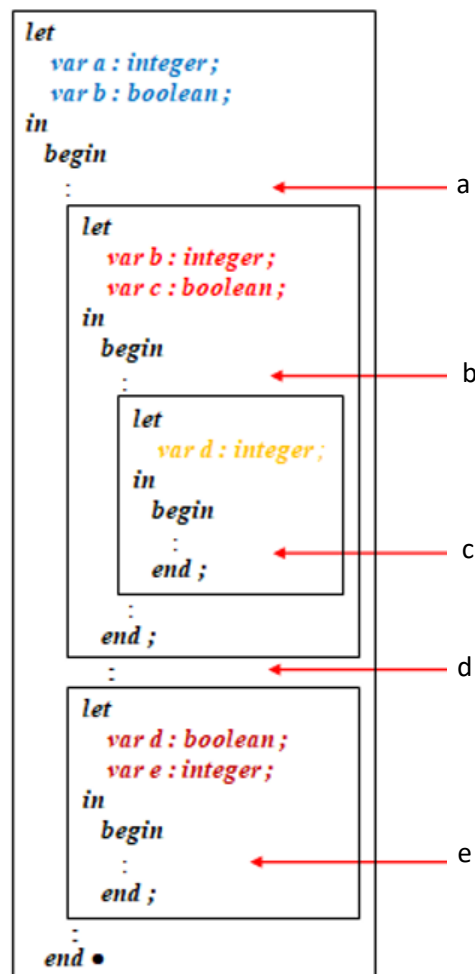 let
var a : integer ;
var b : boolean ;
in
begin
:
a
let
var b : integer ;
var c : boolean ;
in
begin
:
b
let
var d : integer ;
in
begin
:
c
end ;
:
end ;
:
d
let
var d : boolean ;
var e : integer ;
in
begin
:
e
end ;
:
end •